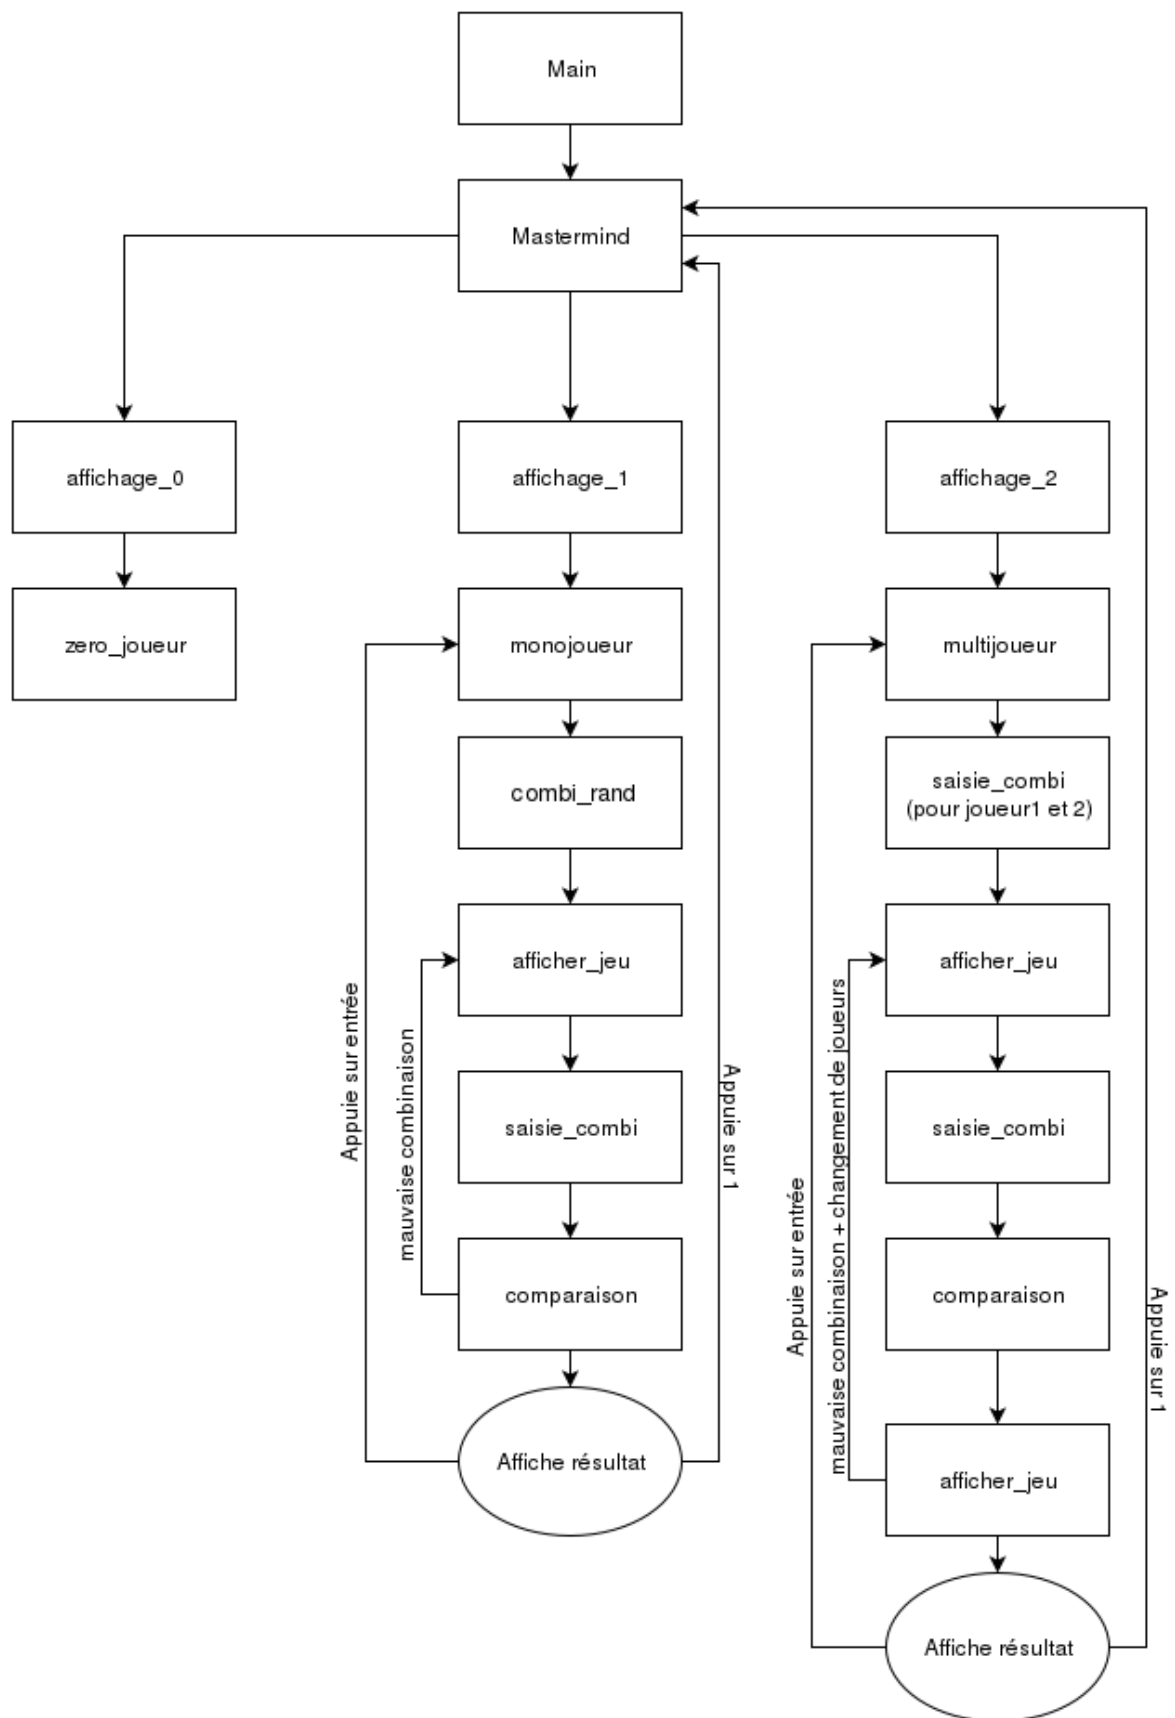 Main
Mastermind
affichage_0
affichage_1
affichage_2
zero_joueur
monojoueur
multijoueur
combi_rand
saisie_combi
(pour joueur1 et 2)
afficher_jeu
afficher_jeu
Appuie sur entrée
mauvaise combinaison
Appuie sur 1
mauvaise combinaison + changement de joueurs
saisie_combi
saisie_combi
Appuie sur entrée
comparaison
comparaison
Appuie sur 1
Affiche résultat
afficher_jeu
Affiche résultat